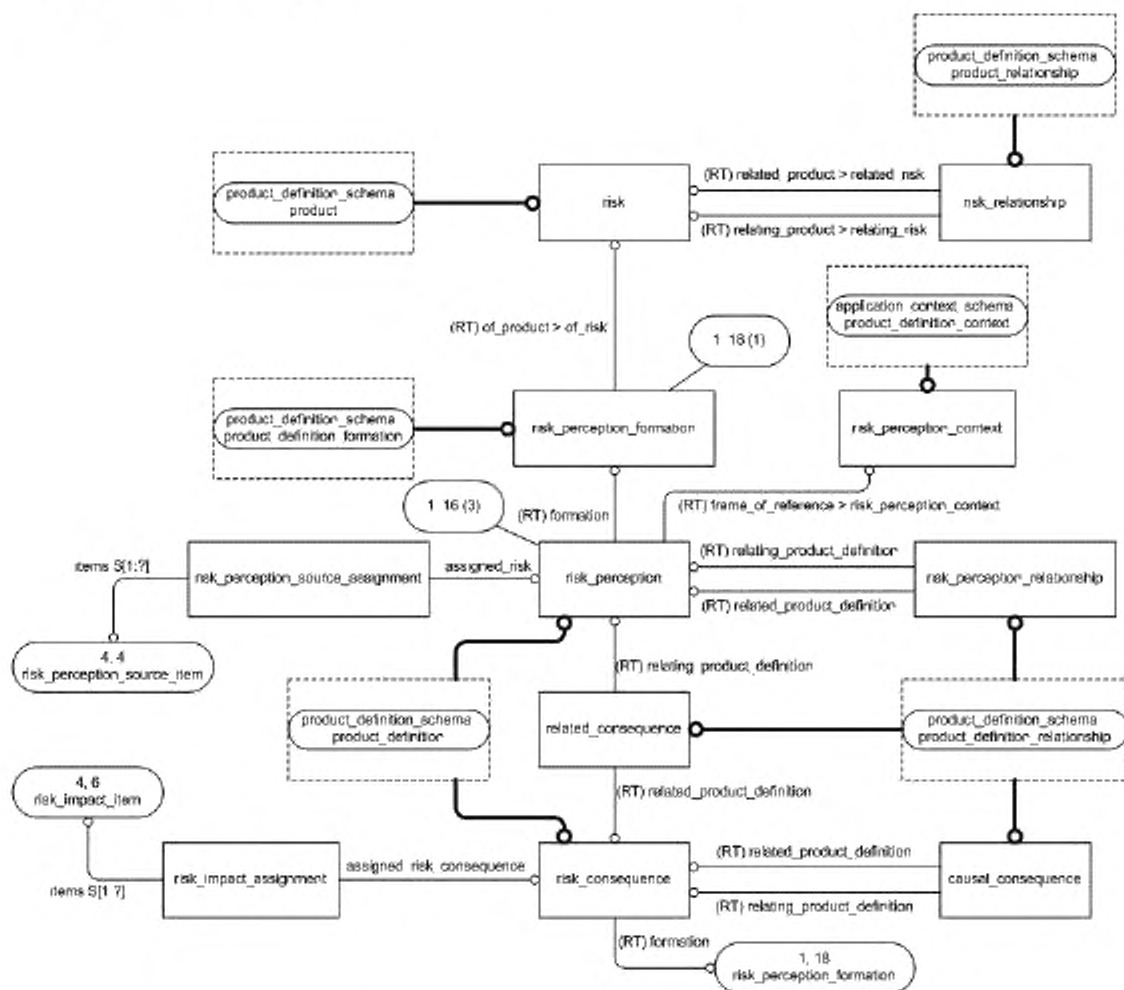 product_definition_schema
product_relationship
(RT) related_product > related_risk
product_definition_schema
product
risk
risk_relationship
(RT) relating_product > relating_risk
application_context_schema
product_definition_context
(RT) of_product > of_risk
1 18 (1)
product_definition_schema
product_definition_formation
risk_perception_formation
risk_perception_context
1 16 (3)
(RT) formation
(RT) frame_of_reference > risk_perception_context
(RT) relating_product_definition
items S[1:?]
risk_perception_source_assignment
assigned_risk
risk_perception
risk_perception_relationship
(RT) related_product_definition
4, 4
risk_perception_source_item
(RT) relating_product_definition
product_definition_schema
product_definition
related_consequence
product_definition_schema
product_definition_relationship
4, 6
risk_impact_item
(RT) related_product_definition
(RT) related_product_definition
items S[1 ?]
risk_impact_assignment
assigned_risk_consequence
risk_consequence
causal_consequence
(RT) relating_product_definition
(RT) formation
1, 18
risk_perception_formation